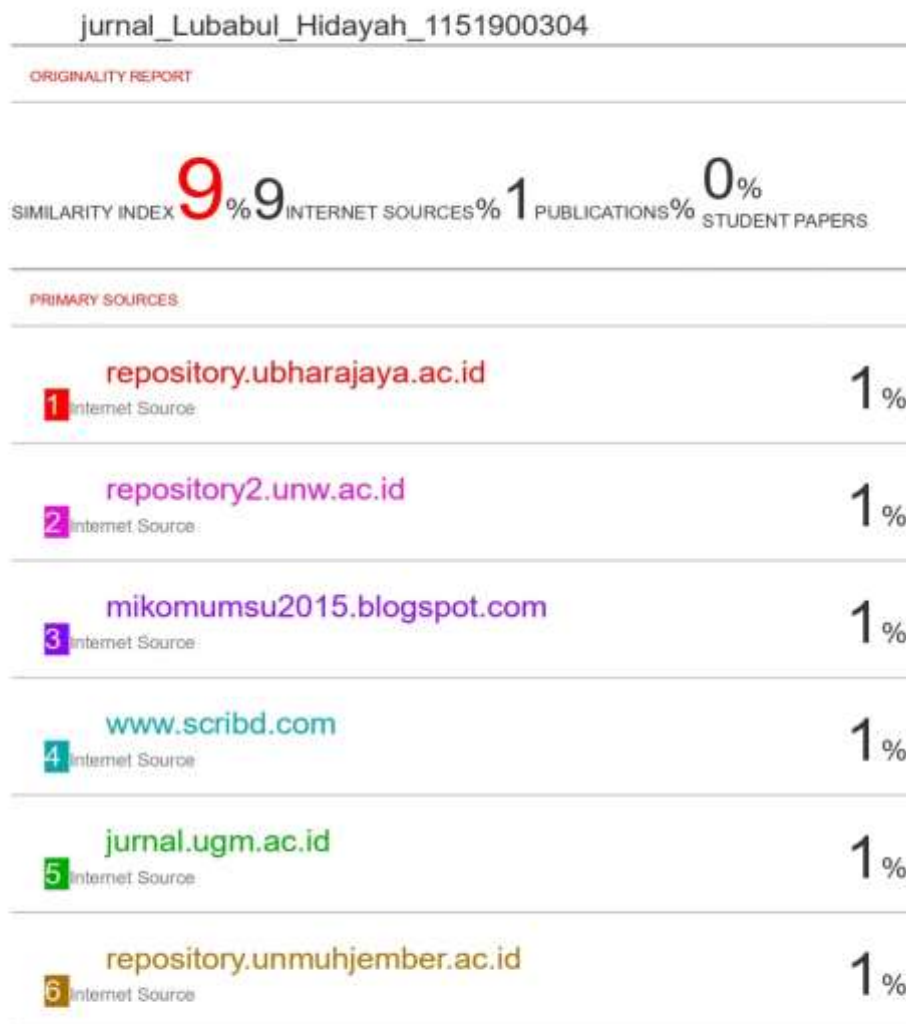 jurnal_Lubabul_Hidayah_1151900304
ORIGINALITY REPORT
SIMILARITY INDEX 9% 9 INTERNET SOURCES% 1 PUBLICATIONS% 0% STUDENT PAPERS
PRIMARY SOURCES
repository.ubharajaya.ac.id
1 Internet Source 1%
repository2.unw.ac.id
2 Internet Source 1%
mikomumsu2015.blogspot.com
3 Internet Source 1%
www.scribd.com
4 Internet Source 1%
jurnal.ugm.ac.id
5 Internet Source 1%
repository.unmuhjember.ac.id
6 Internet Source 1%